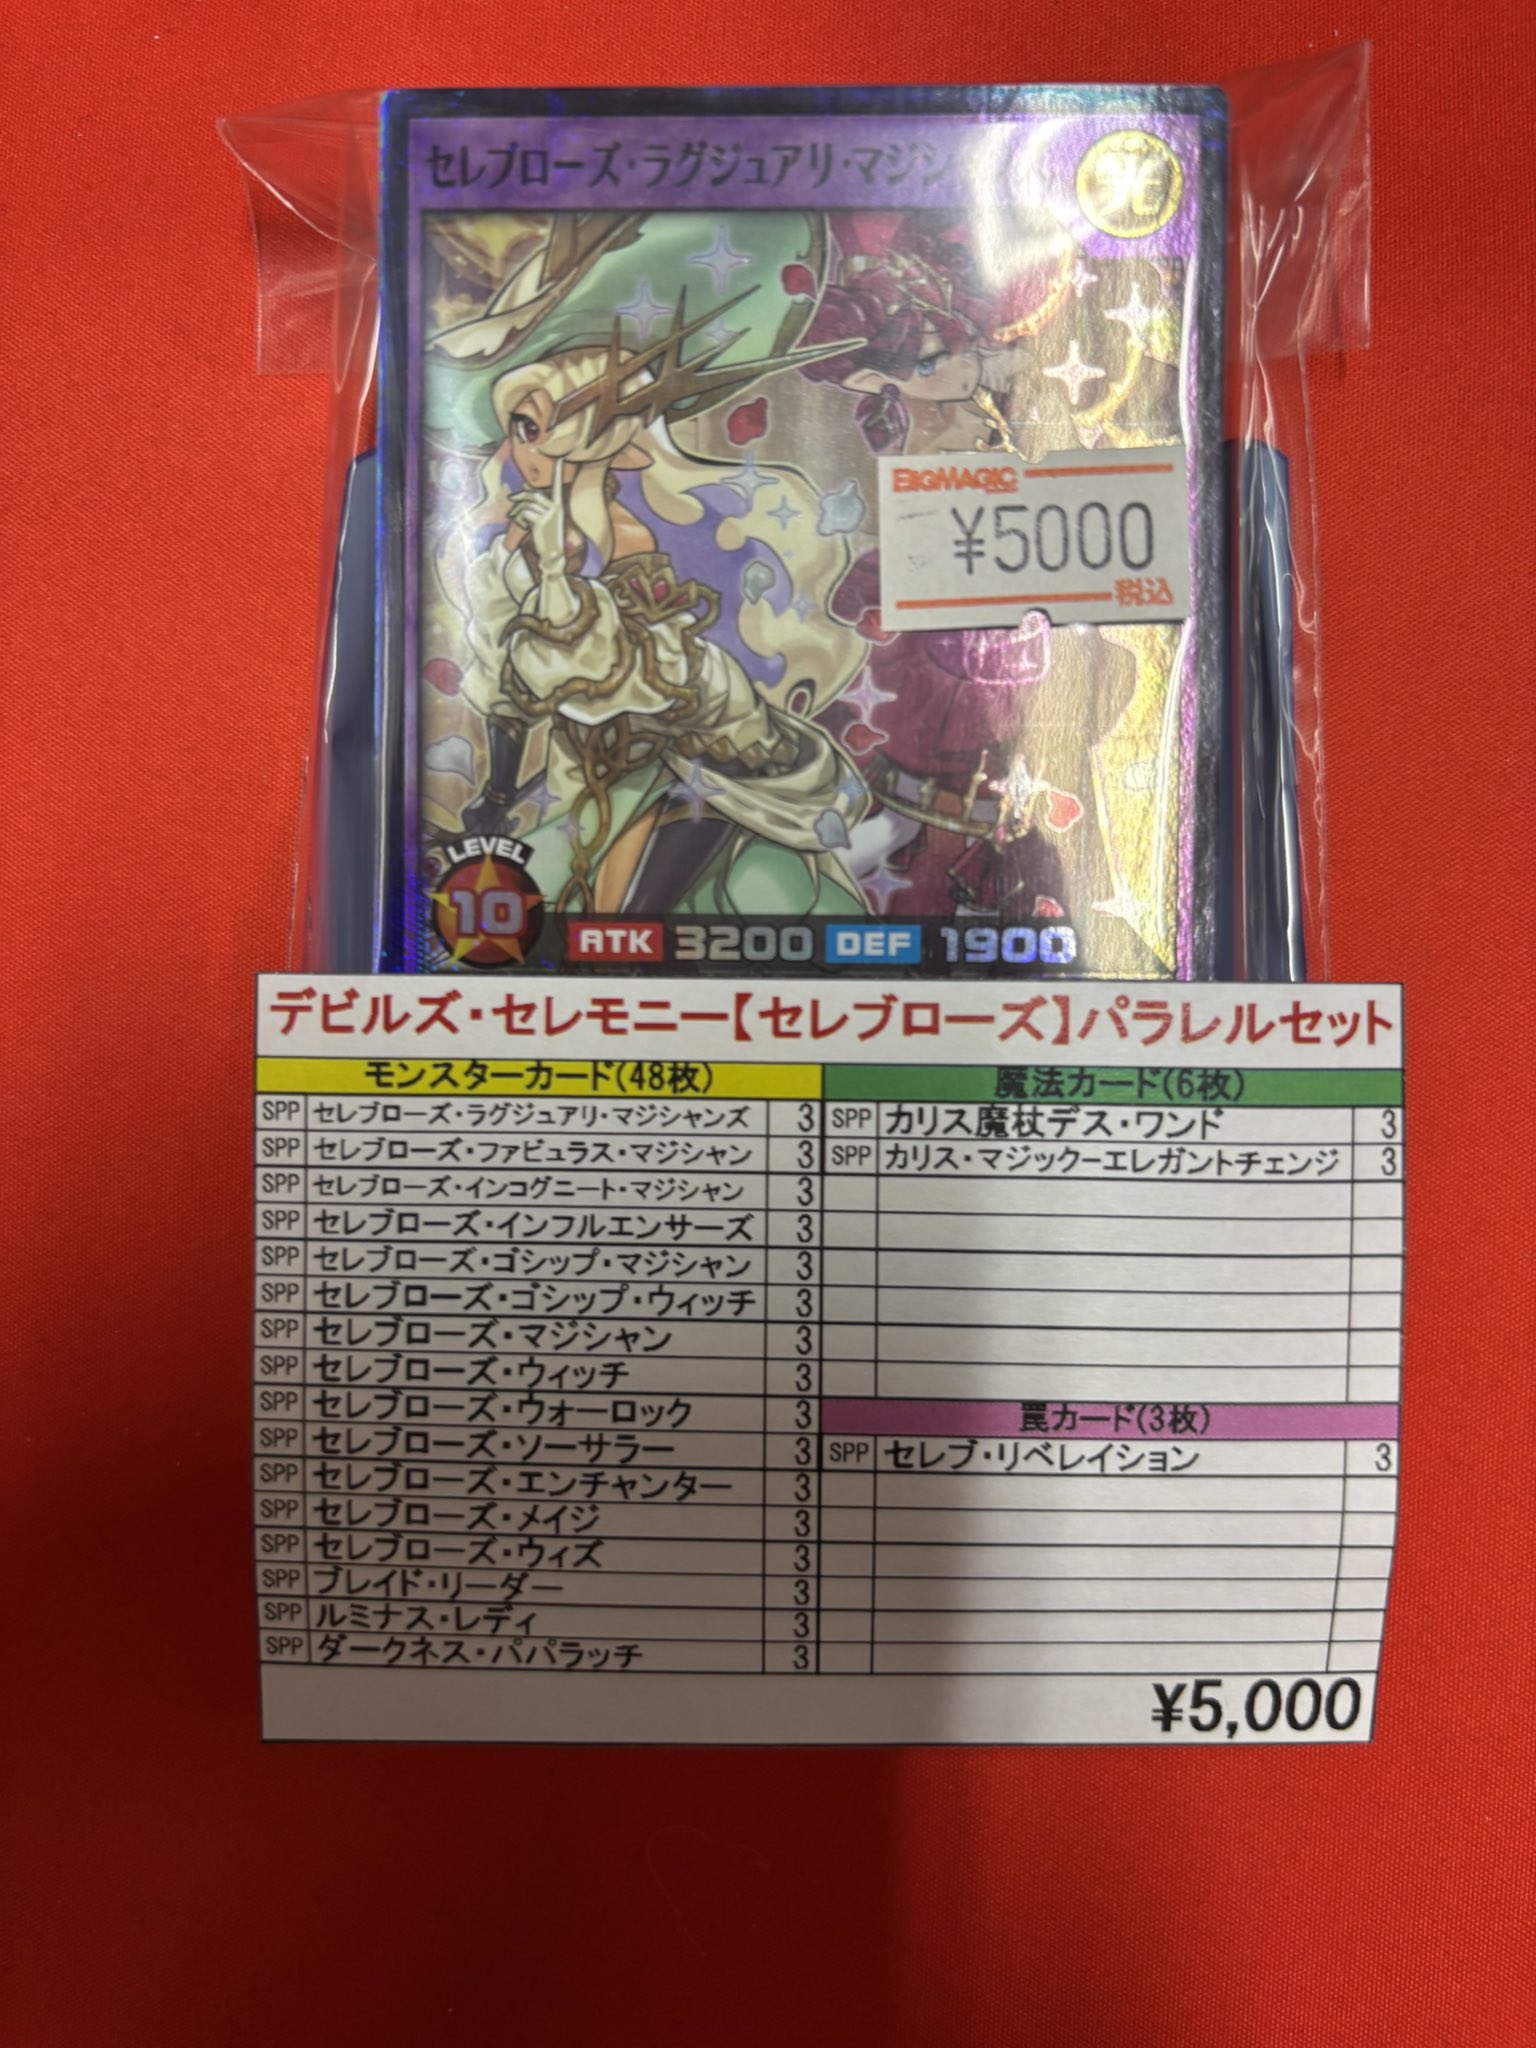 セレブローズ・ラグジュアリ・マジシャンズ
光
BIGMAGIC
¥5000
税込
LEVEL
10
ATK 3200 DEF 1900
デビルズ・セレモニー【セレブローズ】パラレルセット
モンスターカード(48枚)
SPP セレブローズ・ラグジュアリ・マジシャンズ 3
SPP セレブローズ・ファビュラス・マジシャン 3
SPP セレブローズ・インコグニート・マジシャン 3
SPP セレブローズ・インフルエンサーズ 3
SPP セレブローズ・ゴシップ・マジシャン 3
SPP セレブローズ・ゴシップ・ウィッチ 3
SPP セレブローズ・マジシャン 3
SPP セレブローズ・ウィッチ 3
SPP セレブローズ・ウォーロック 3
SPP セレブローズ・ソーサラー 3
SPP セレブローズ・エンチャンター 3
SPP セレブローズ・メイジ 3
SPP セレブローズ・ウィズ 3
SPP ブレイド・リーダー 3
SPP ルミナス・レディ 3
SPP ダークネス・パパラッチ 3
魔法カード(6枚)
SPP カリス魔杖デス・ワンド 3
SPP カリス・マジックーエレガントチェンジ 3
罠カード(3枚)
SPP セレブ・リベレイション 3
¥5,000